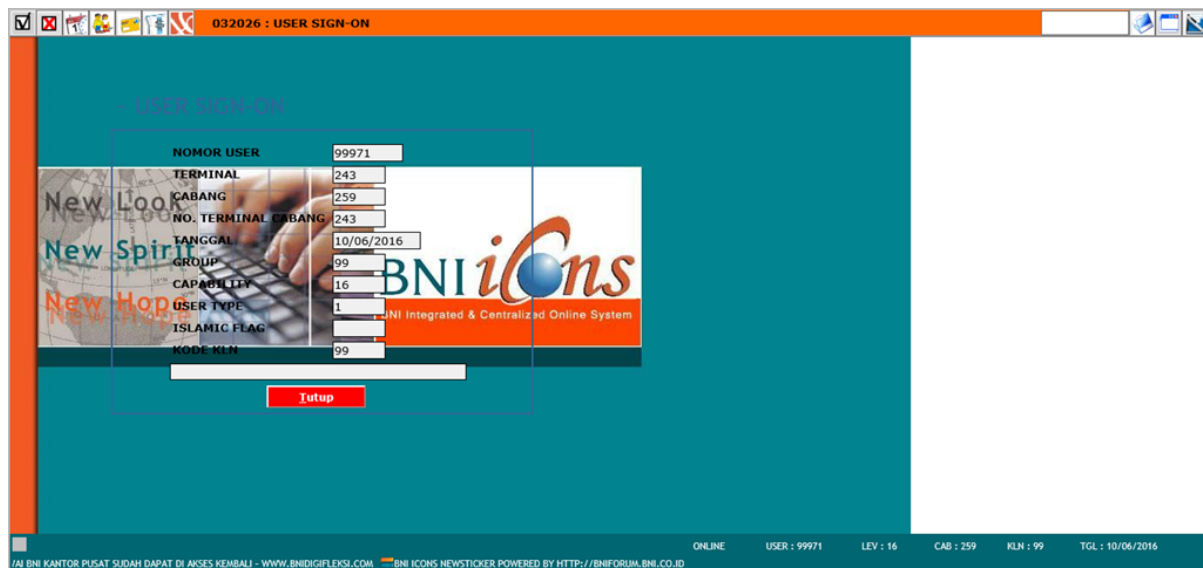 032026 : USER SIGN-ON
- USER SIGN-ON
NOMOR USER 99971
TERMINAL 243
CABANG 259
NO. TERMINAL CABANG 243
TANGGAL 10/06/2016
GROUP 99
CAPABILITY 16
USER TYPE 1
ISLAMIC FLAG
KODE KLN 99
Tutup
New Look
New Spirit
New Hope
BNI icons
BNI Integrated & Centralized Online System
ONLINE USER : 99971 LEV : 16 CAB : 259 KLN : 99 TGL : 10/06/2016
/AI BNI KANTOR PUSAT SUDAH DAPAT DI AKSES KEMBALI - WWW.BNIDIGIFLEKSI.COM BNI ICONS NEWSTICKER POWERED BY HTTP://BNIFORUM.BNI.CO.ID